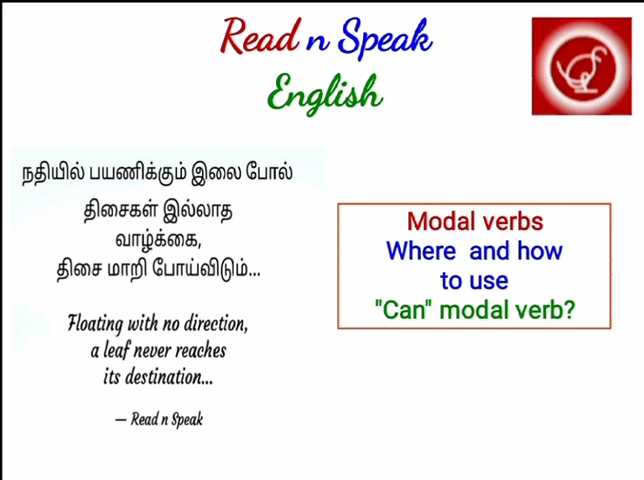 Read n Speak
English
நதியில் பயணிக்கும் இலை போல்
திசைகள் இல்லாத
வாழ்க்கை,
திசை மாறி போய்விடும்...
Floating with no direction,
a leaf never reaches
its destination...
— Read n Speak
Modal verbs
Where and how
to use
"Can" modal verb?